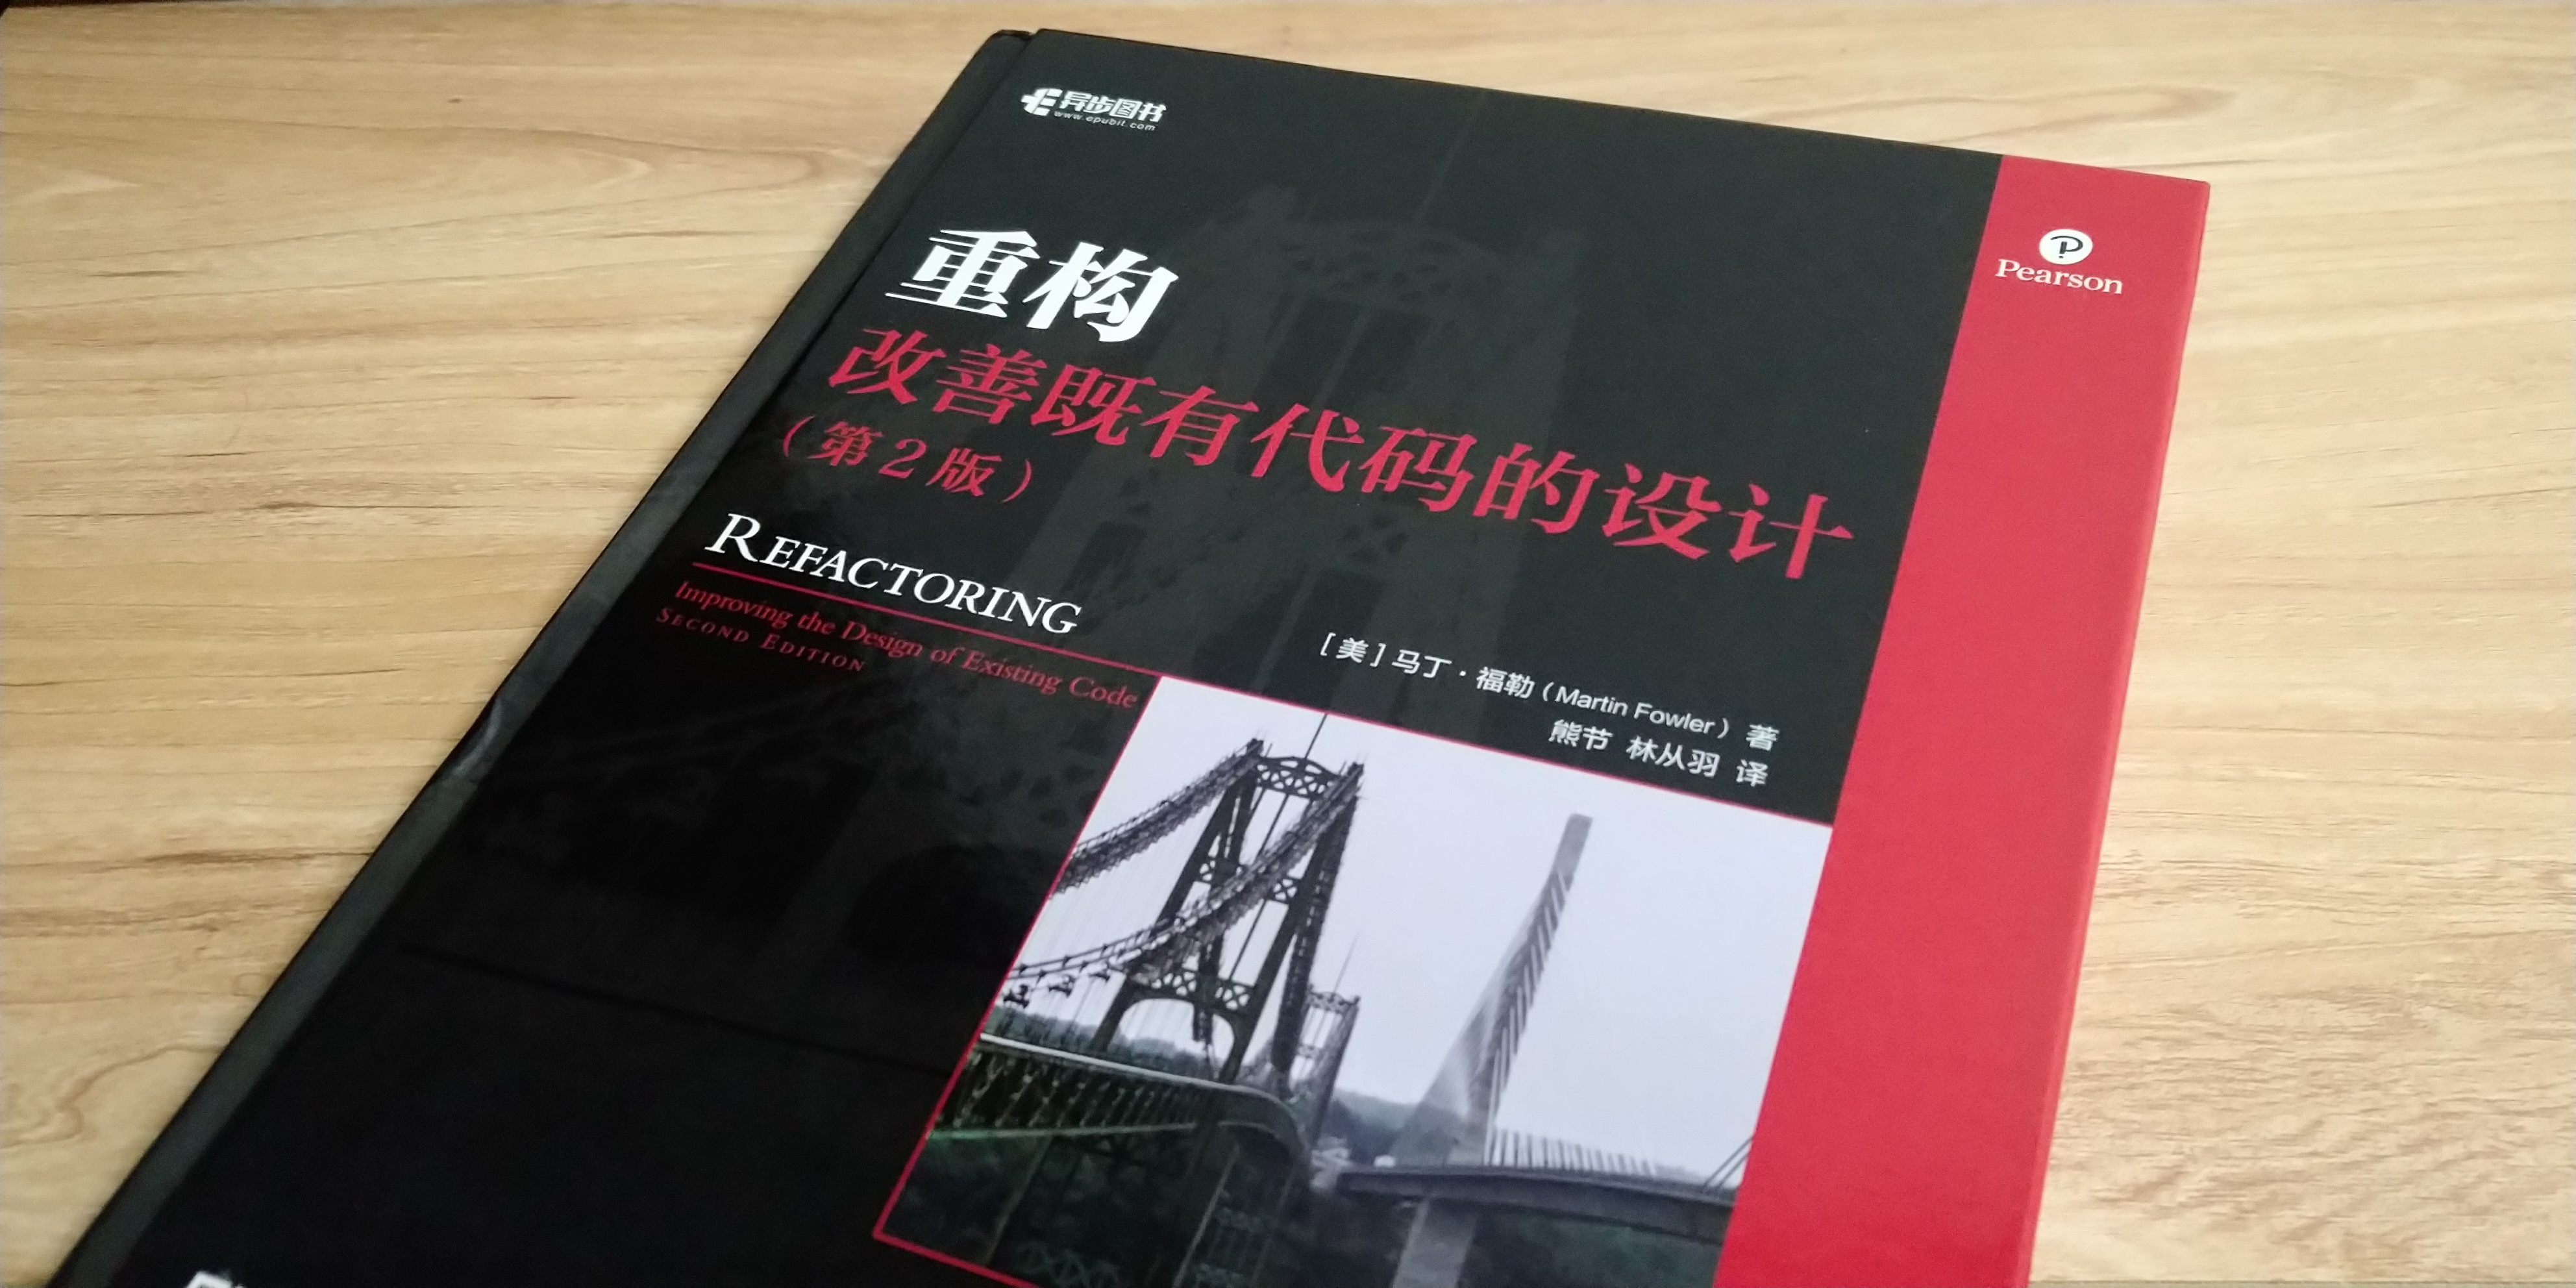 异步图书
www.epubit.com
Pearson
重构
改善既有代码的设计
（第2版）
REFACTORING
Improving the Design of Existing Code
SECOND EDITION
［美］马丁·福勒（Martin Fowler）著
熊节 林从羽 译